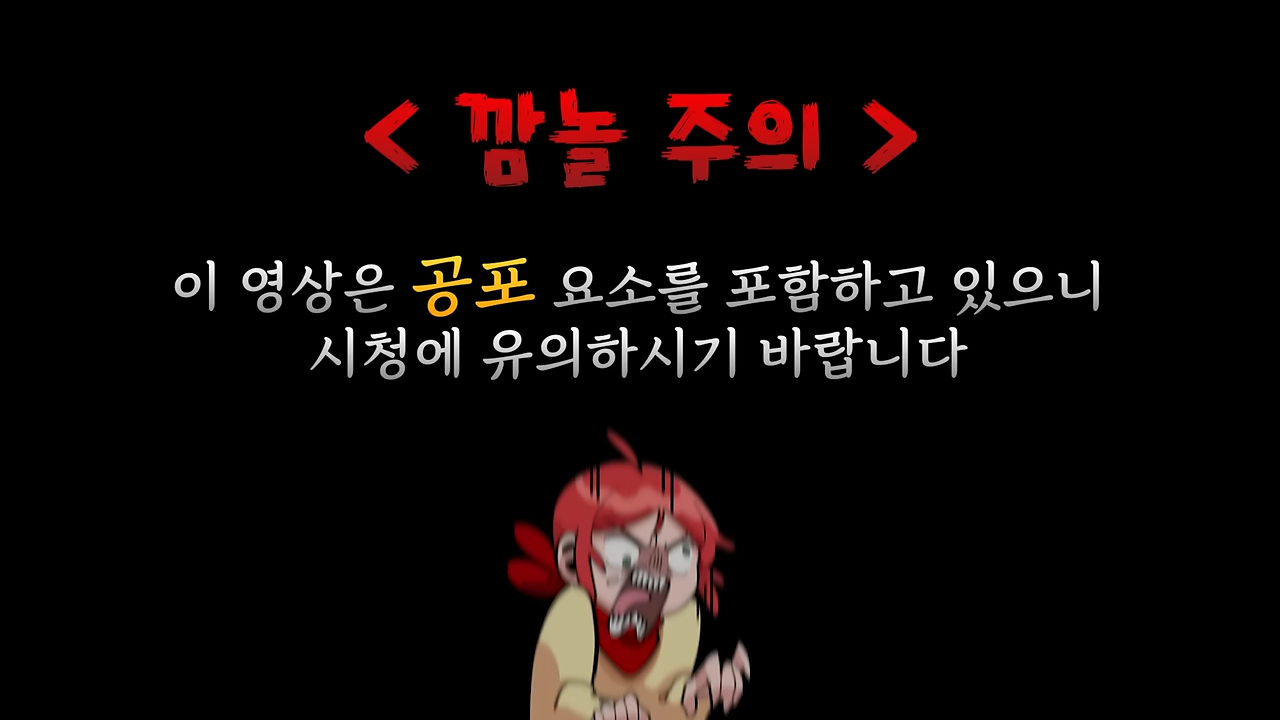 < 깜놀 주의 >
이 영상은 공포 요소를 포함하고 있으니
시청에 유의하시기 바랍니다